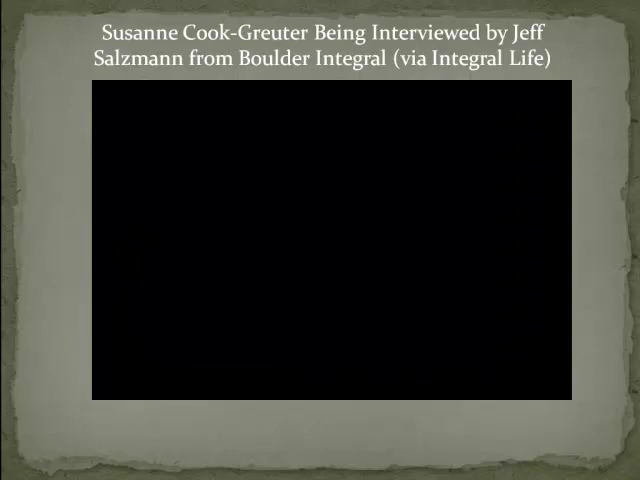 Susanne Cook-Greuter Being Interviewed by Jeff
Salzmann from Boulder Integral (via Integral Life)